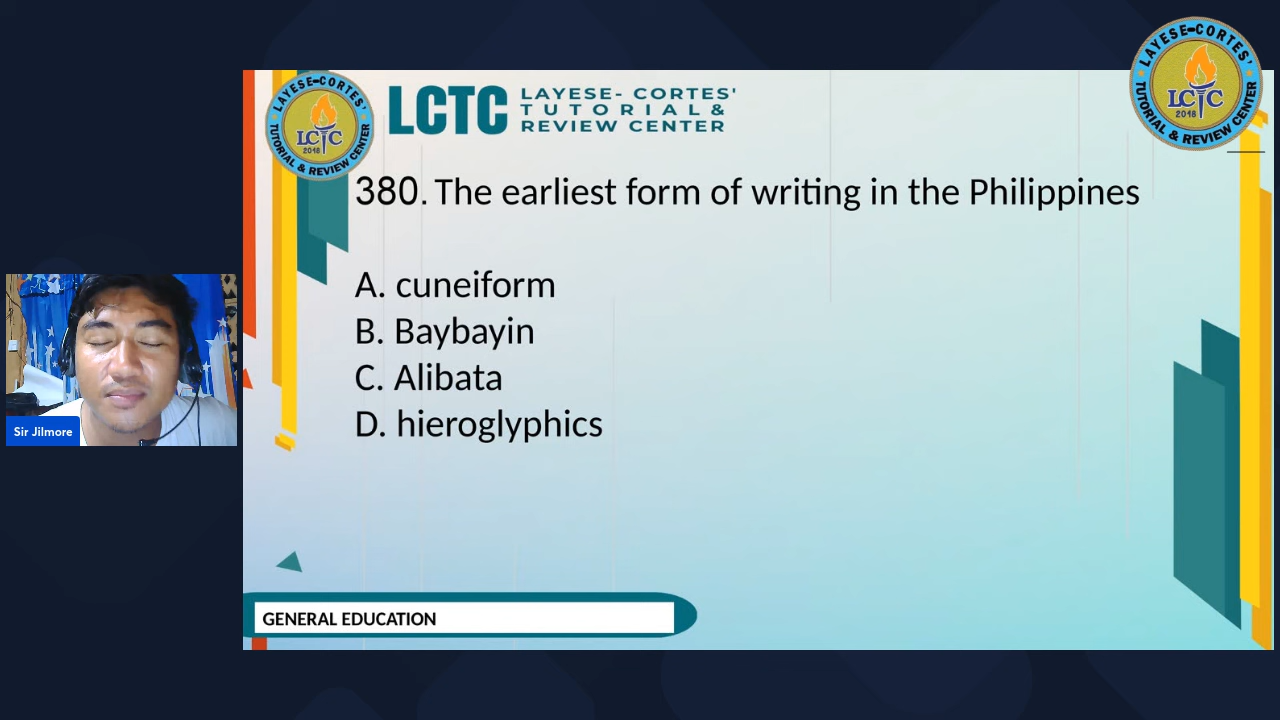 LAYESE-CORTES'
LCTC
2018
TUTORIAL & REVIEW CENTER
LCTC
LAYESE- CORTES'
TUTORIAL &
REVIEW CENTER
LAYESE-CORTES'
LCTC
2018
TUTORIAL & REVIEW CENTER
380. The earliest form of writing in the Philippines
A. cuneiform
B. Baybayin
C. Alibata
D. hieroglyphics
Sir Jilmore
GENERAL EDUCATION